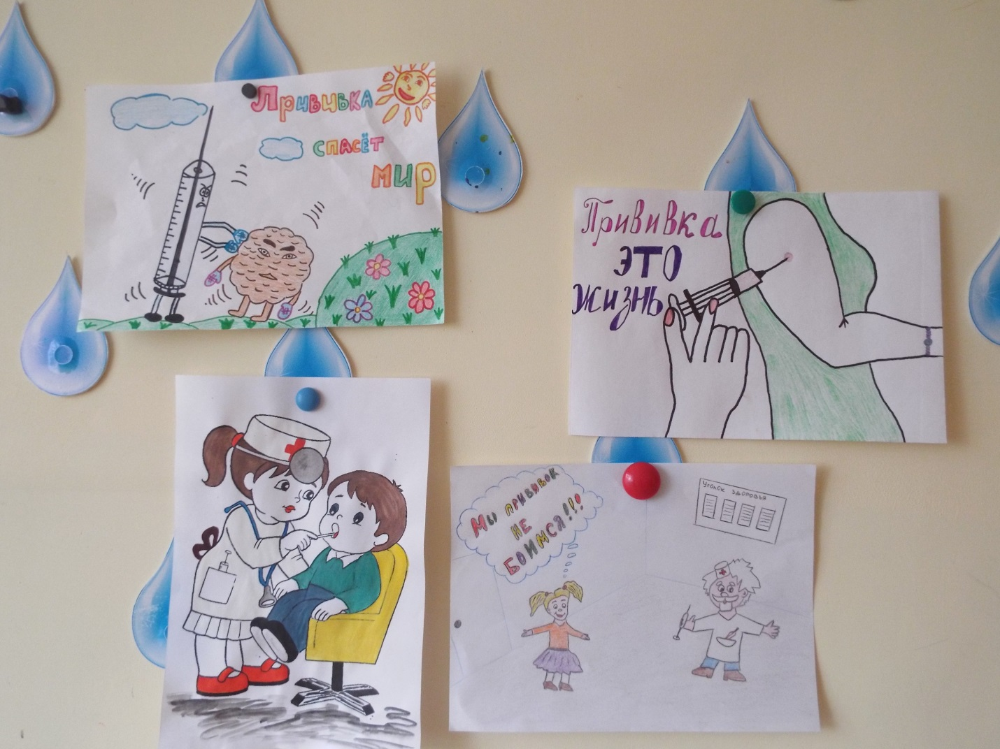 Прививка
спасёт
мир
Прививка
это
жизнь
Мы прививок
не
боимся!!!
Уголок здоровья